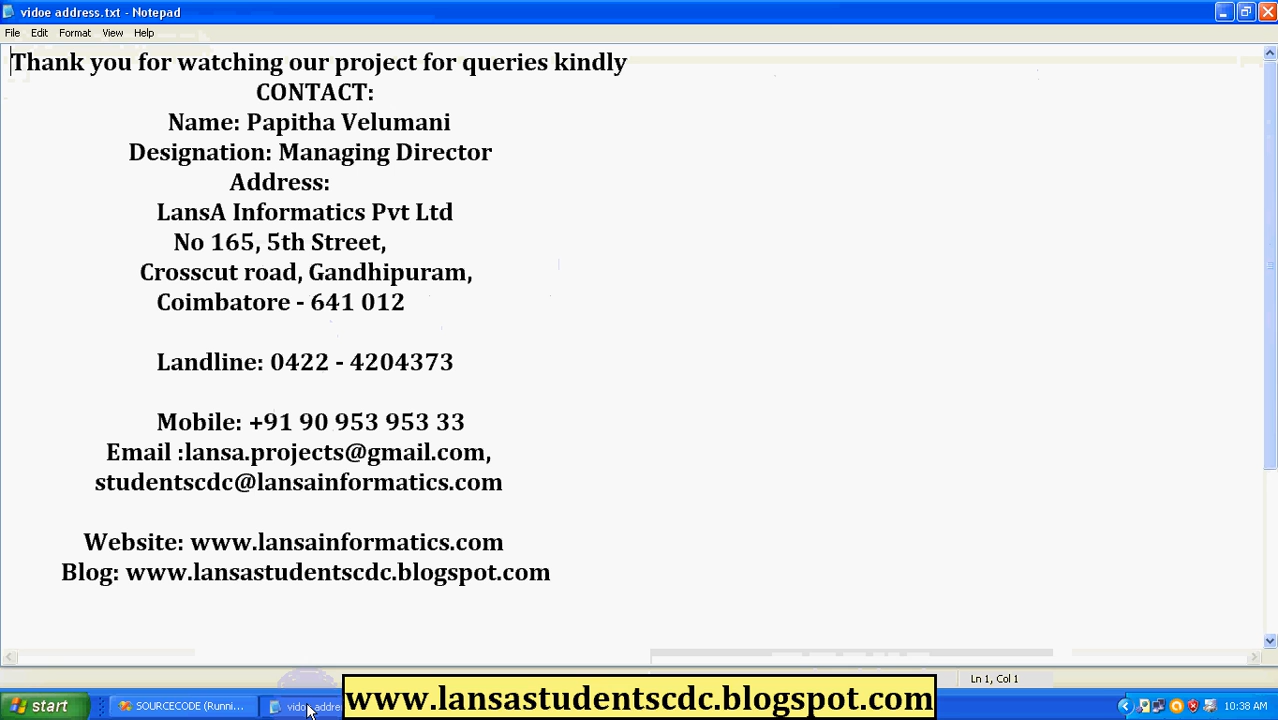 vidoe address.txt - Notepad
File Edit Format View Help
Thank you for watching our project for queries kindly
CONTACT:
Name: Papitha Velumani
Designation: Managing Director
Address:
LansA Informatics Pvt Ltd
No 165, 5th Street,
Crosscut road, Gandhipuram,
Coimbatore - 641 012
Landline: 0422 - 4204373
Mobile: +91 90 953 953 33
Email :lansa.projects@gmail.com,
studentscdc@lansainformatics.com
Website: www.lansainformatics.com
Blog: www.lansastudentscdc.blogspot.com
Ln 1, Col 1
start SOURCECODE (Runni... vidoe addre www.lansastudentscdc.blogspot.com 10:38 AM